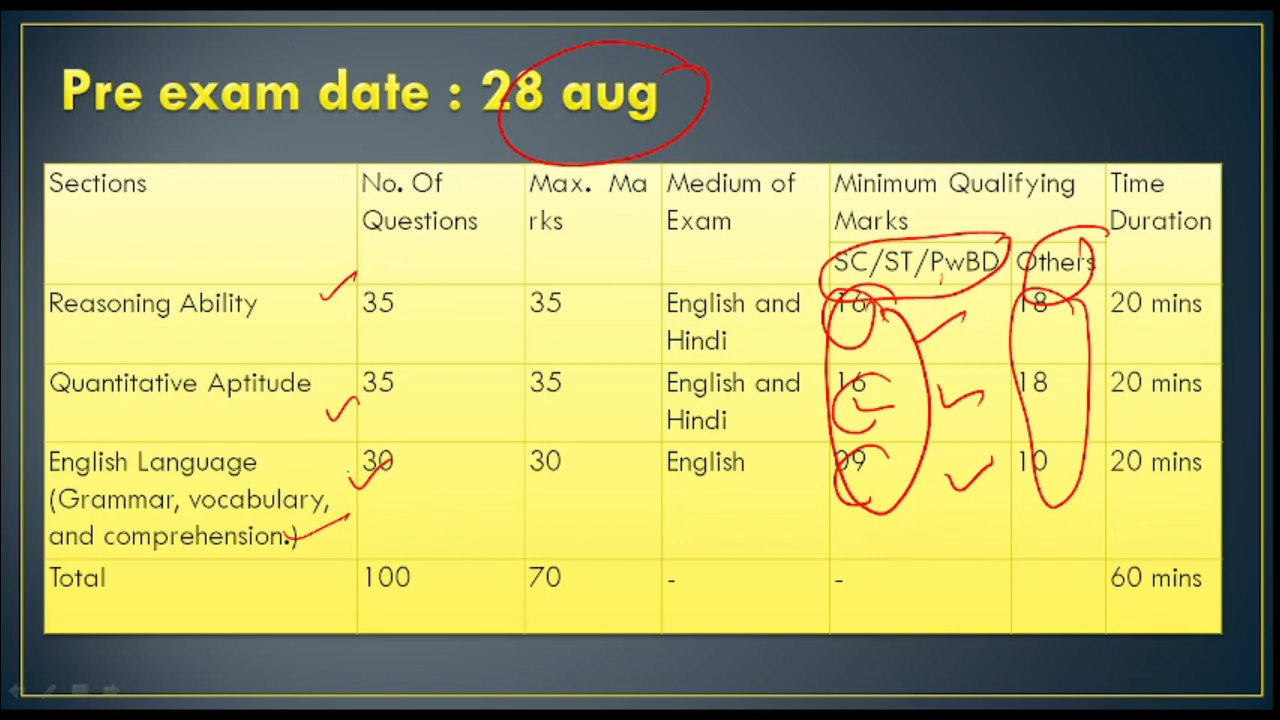 Pre exam date : 28 aug
Sections No. Of Questions Max. Ma rks Medium of Exam Minimum Qualifying Marks Time Duration
SC/ST/PwBD Others
Reasoning Ability 35 35 English and Hindi 16 18 20 mins
Quantitative Aptitude 35 35 English and Hindi 16 18 20 mins
English Language (Grammar, vocabulary, and comprehension.) 30 30 English 09 10 20 mins
Total 100 70 - - 60 mins